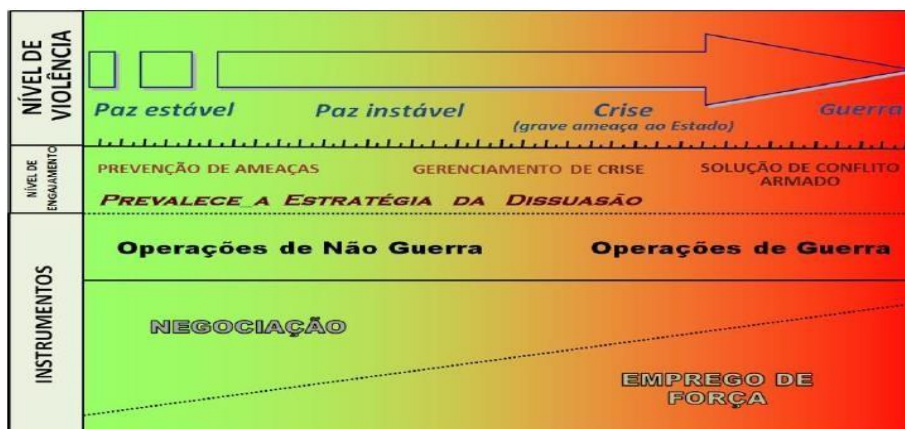 NÍVEL DE
VIOLÊNCIA
Paz estável
Paz instável
Crise
(grave ameaça ao Estado)
Guerra
NÍVEL DE
ENGAJAMENTO
PREVENÇÃO DE AMEAÇAS
GERENCIAMENTO DE CRISE
SOLUÇÃO DE CONFLITO
ARMADO
PREVALECE A ESTRATÉGIA DA DISSUASÃO
INSTRUMENTOS
Operações de Não Guerra
Operações de Guerra
NEGOCIAÇÃO
EMPREGO DE
FORÇA